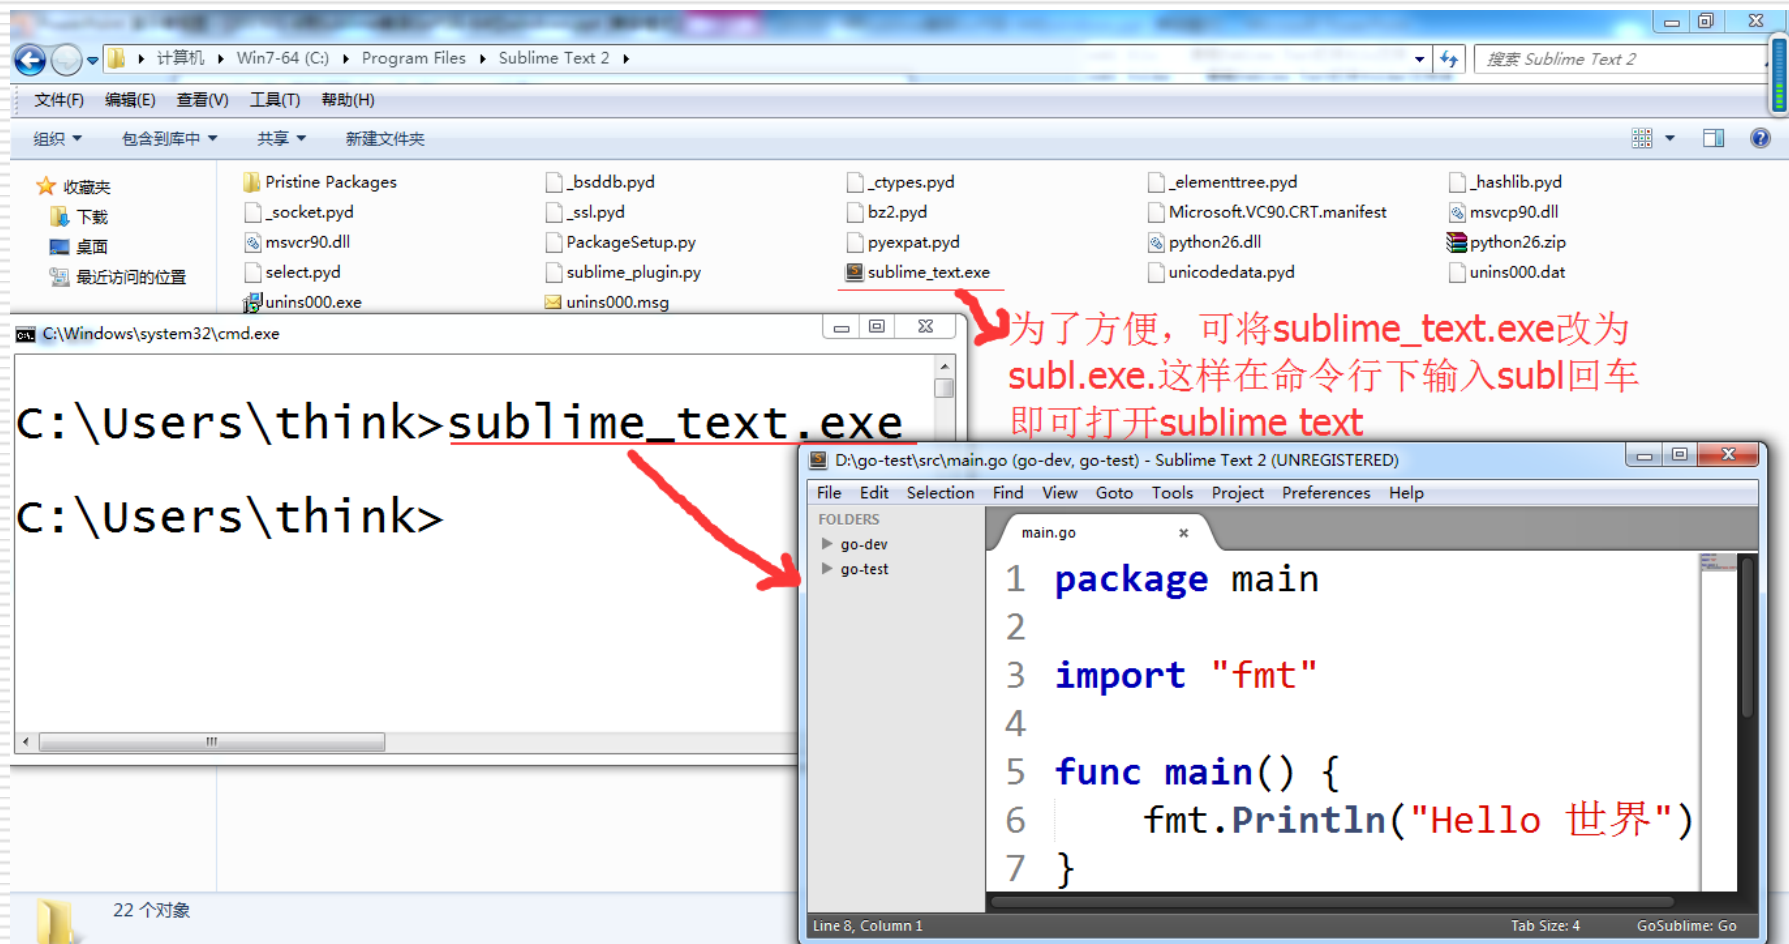 计算机 Win7-64 (C:) Program Files Sublime Text 2
搜索 Sublime Text 2
文件(F) 编辑(E) 查看(V) 工具(T) 帮助(H)
组织 包含到库中 共享 新建文件夹
收藏夹
下载
桌面
最近访问的位置
Pristine Packages _bsddb.pyd _ctypes.pyd _elementtree.pyd _hashlib.pyd
_socket.pyd _ssl.pyd bz2.pyd Microsoft.VC90.CRT.manifest msvcp90.dll
msvcr90.dll PackageSetup.py pyexpat.pyd python26.dll python26.zip
select.pyd sublime_plugin.py sublime_text.exe unicodedata.pyd unins000.dat
unins000.exe unins000.msg
为了方便，可将sublime_text.exe改为
subl.exe.这样在命令行下输入subl回车
即可打开sublime text
C:\Windows\system32\cmd.exe
C:\Users\think>sublime_text.exe
C:\Users\think>
D:\go-test\src\main.go (go-dev, go-test) - Sublime Text 2 (UNREGISTERED)
File Edit Selection Find View Goto Tools Project Preferences Help
FOLDERS
go-dev
go-test
main.go
1 package main
2
3 import "fmt"
4
5 func main() {
6 fmt.Println("Hello 世界")
7 }
Line 8, Column 1
Tab Size: 4 GoSublime: Go
22 个对象